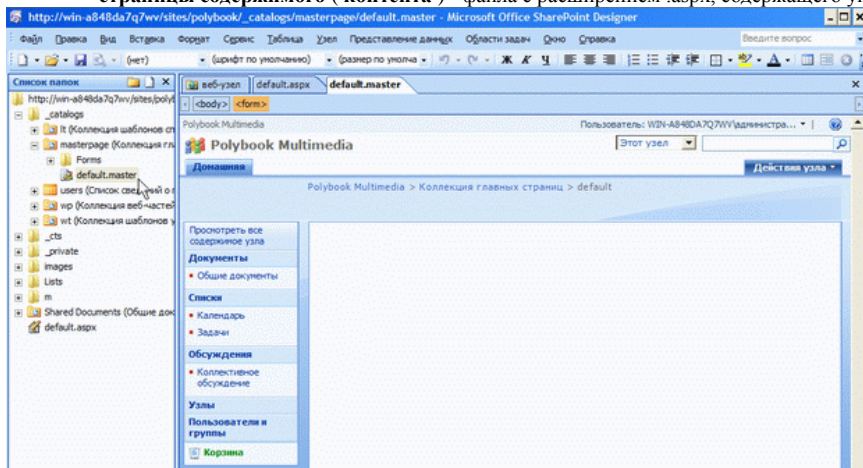 страницы содержимого ("контента") - файла с расширением .aspx, содержащего
http://win-a848da7q7wv/sites/polybook/_catalogs/masterpage/default.master - Microsoft Office SharePoint Designer
Файл Правка Вид Вставка Формат Сервис Таблица Узел Представление данных Области задач Окно Справка Введите вопрос
(нет) (шрифт по умолчанию) (размер по умолча Ж К Ч
Список папок веб-узел default.aspx default.master
http://win-a848da7q7wv/sites/polyb
<body> <form>
_catalogs
lt (Коллекция шаблонов сп
masterpage (Коллекция гл
Forms
default.master
users (Список сведений о п
wp (Коллекция веб-частей
wt (Коллекция шаблонов у
_cts
_private
images
Lists
m
Shared Documents (Общие док
default.aspx
Polybook Multimedia Пользователь: WIN-A848DA7Q7WV\администра...
Polybook Multimedia Этот узел
Домашняя Действия узла
Polybook Multimedia > Коллекция главных страниц > default
Просмотреть все
содержимое узла
Документы
Общие документы
Списки
Календарь
Задачи
Обсуждения
Коллективное
обсуждение
Узлы
Пользователи и
группы
Корзина